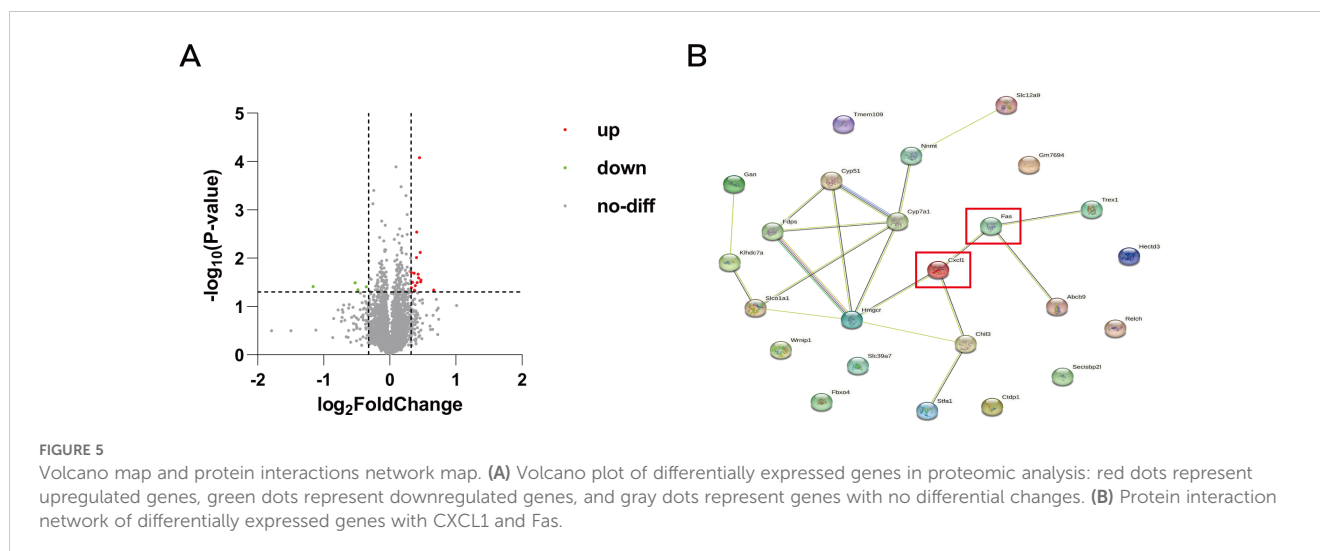 A
B
5
4
3
2
1
0
-2
-1
0
1
2
-log10(P-value)
log2FoldChange
up
down
no-diff
Slc12a9
Tmem109
Nnmt
Gm7694
Gan
Cyp51
Trex1
Cyp7a1
Fas
Fdps
Hectd3
Klhdc7a
Cxcl1
Slco1a1
Abcb9
Hmgcr
Relch
Chil3
Wrnip1
Slc39a7
Secisbp2l
Fbxo4
Stfa1
Ctdp1
FIGURE 5
Volcano map and protein interactions network map. (A) Volcano plot of differentially expressed genes in proteomic analysis: red dots represent
upregulated genes, green dots represent downregulated genes, and gray dots represent genes with no differential changes. (B) Protein interaction
network of differentially expressed genes with CXCL1 and Fas.